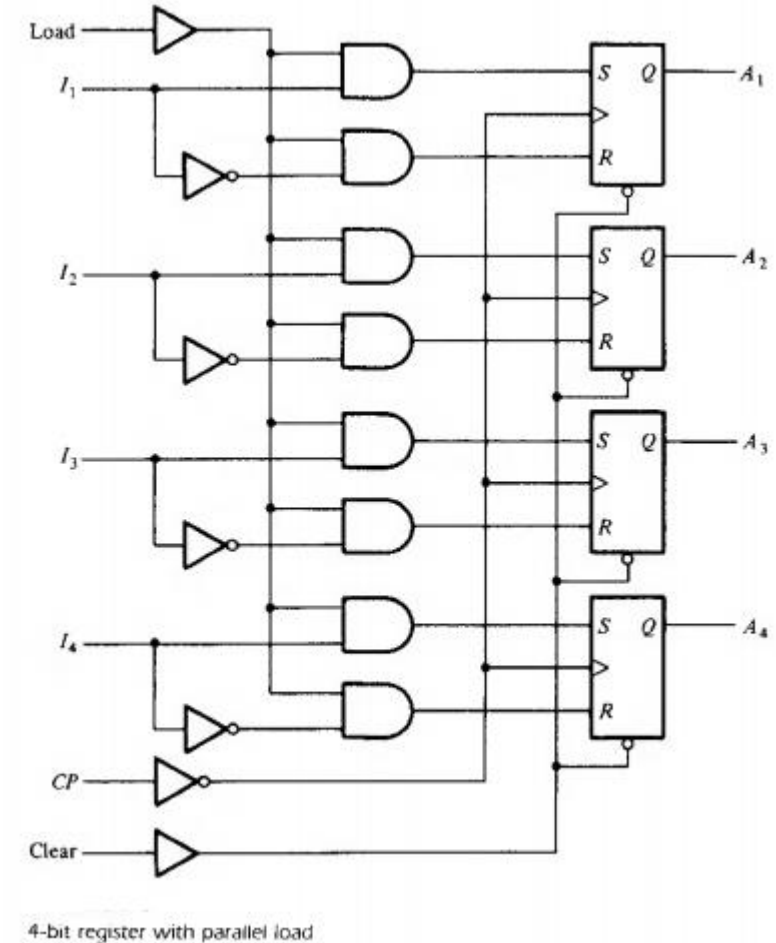 Load
I₁
S Q A₁
R
I₂
S Q A₂
R
I₃
S Q A₃
R
I₄
S Q A₄
R
CP
Clear
4-bit register with parallel load